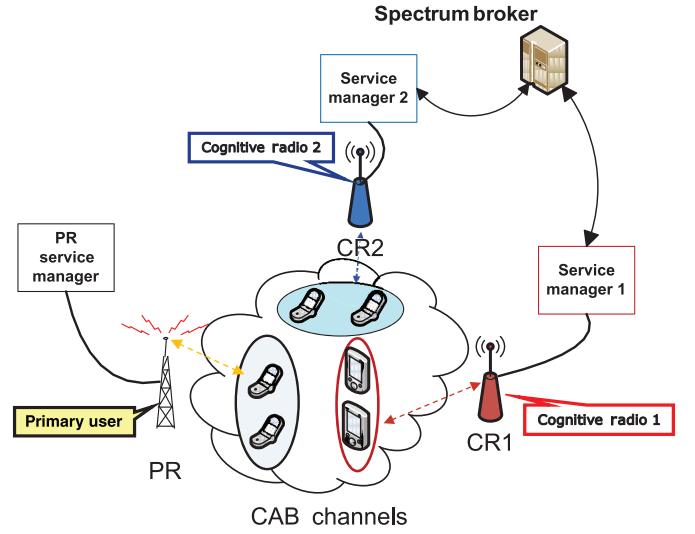 Spectrum broker
Service
manager 2
Cognitive radio 2
CR2
PR
service
manager
Service
manager 1
Primary user
Cognitive radio 1
CR1
PR
CAB channels